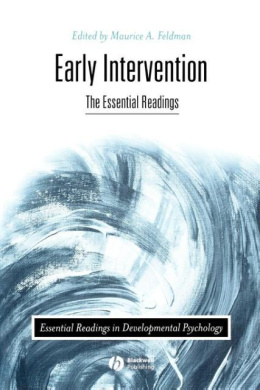 Edited by Maurice A. Feldman
Early Intervention
The Essential Readings
Essential Readings in Developmental Psychology
Blackwell
Publishing